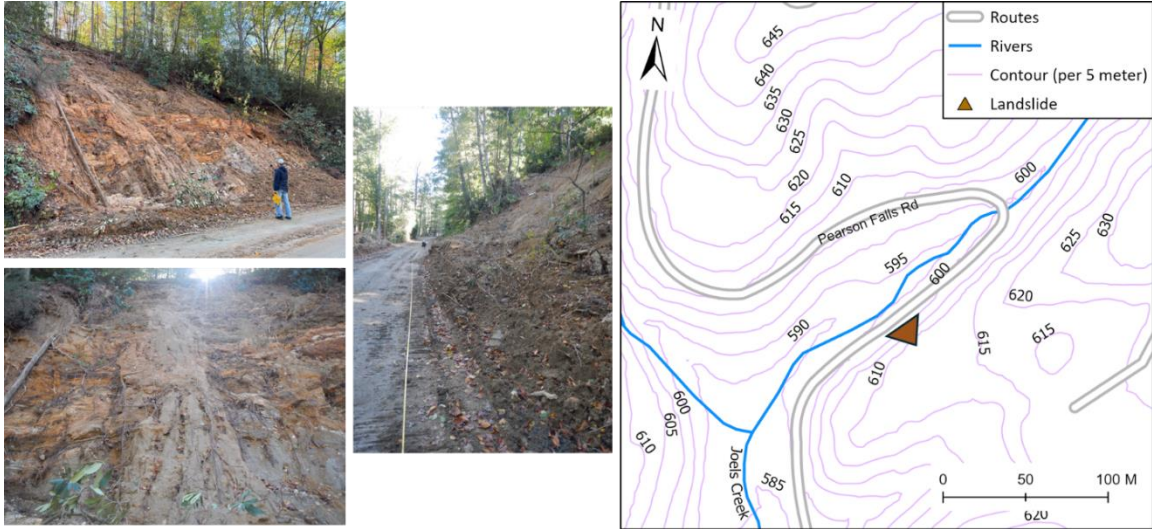 N
Routes
Rivers
Contour (per 5 meter)
Landslide
645
640
635
630
625
620
615
610
600
Pearson Falls Rd
595
600
625
630
620
615
615
590
610
600
605
610
Joels Creek
585
0 50 100 M
620